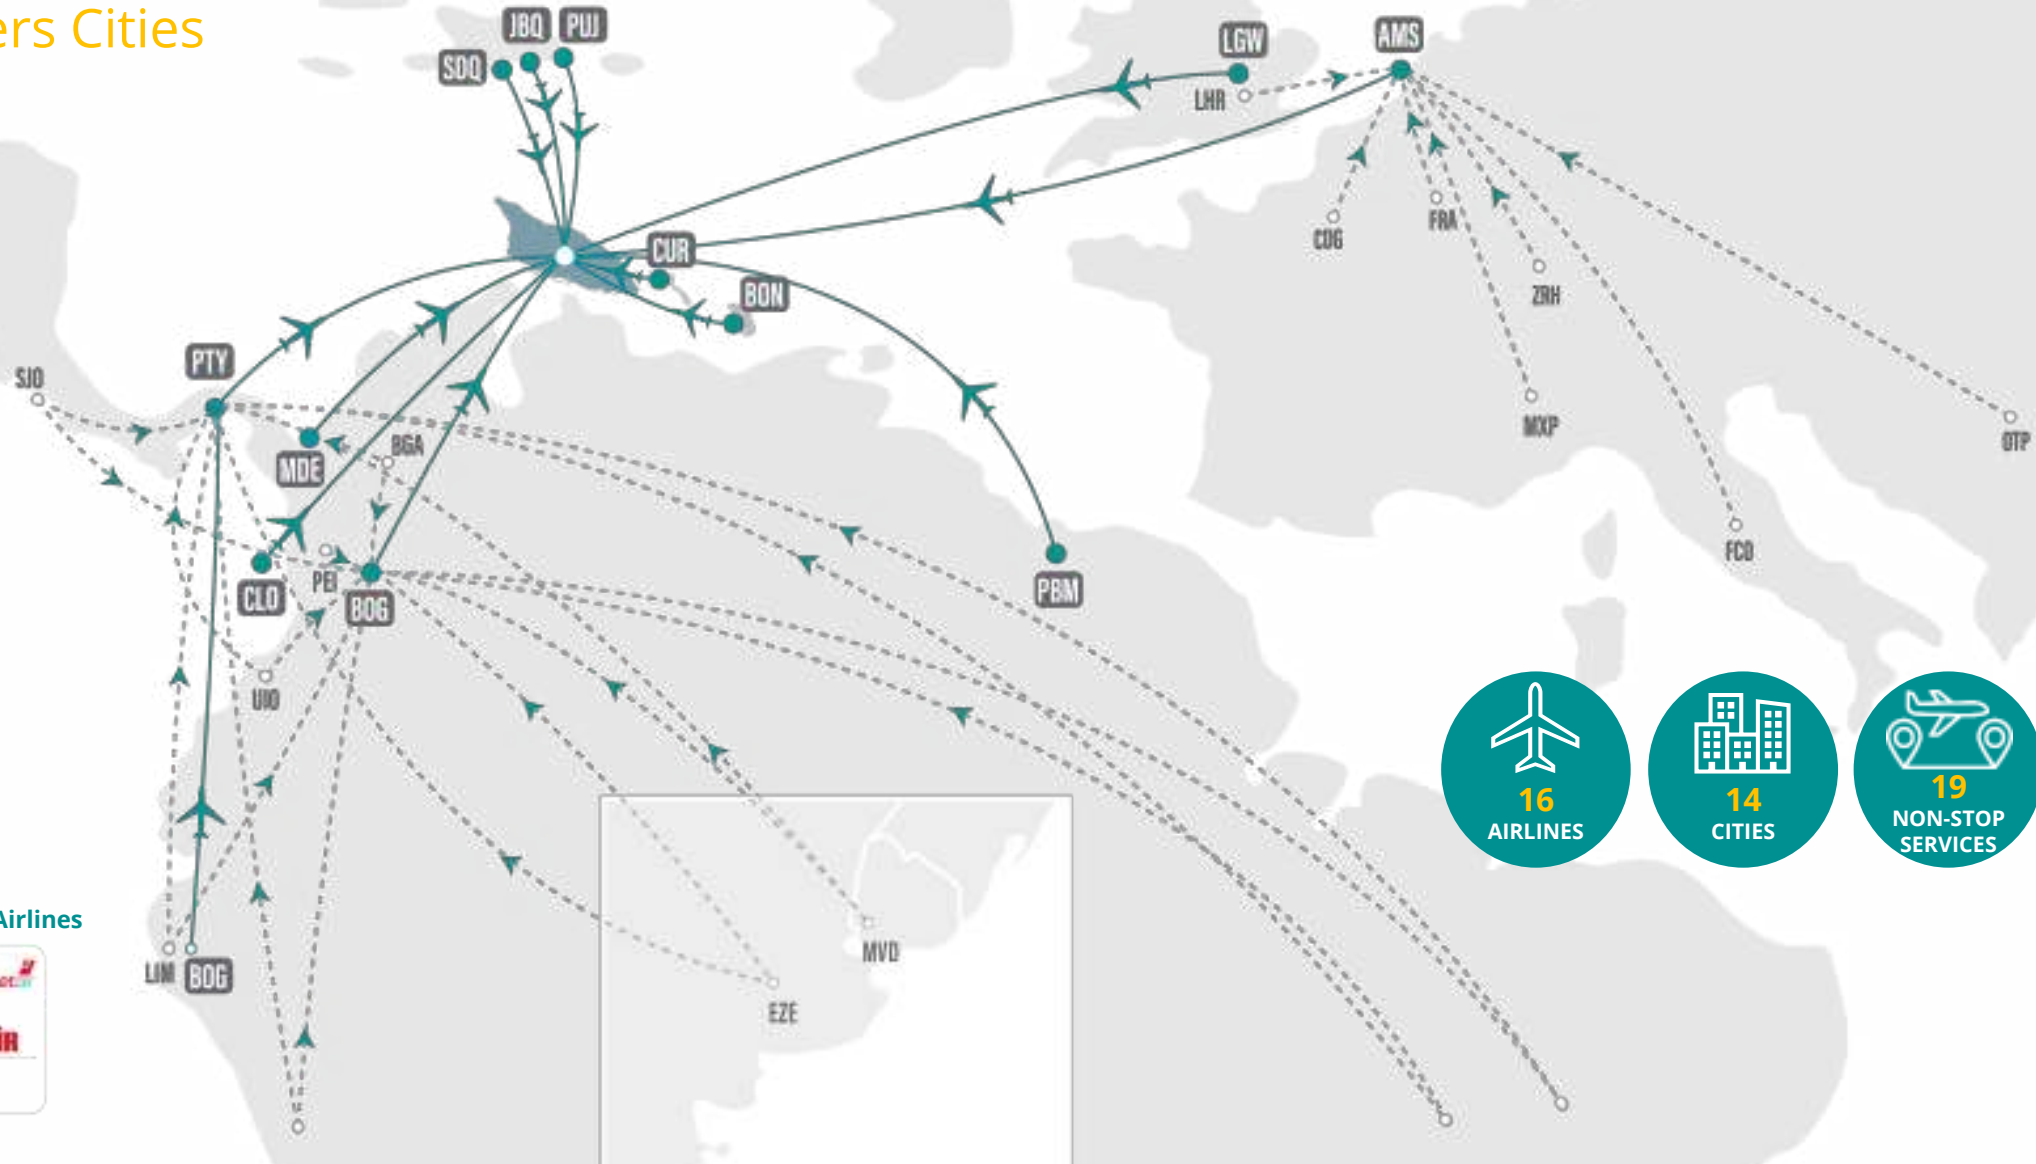 ers Cities
JBQ
PUJ
SDQ
LGW
AMS
LHR
CUR
BON
CDG
FRA
ZRH
PTY
SJO
MDE
BGA
MXP
OTP
CLO
PEI
BOG
PBM
FCO
UIO
16
AIRLINES
14
CITIES
19
NON-STOP
SERVICES
Airlines
LIM
BOG
MVD
EZE